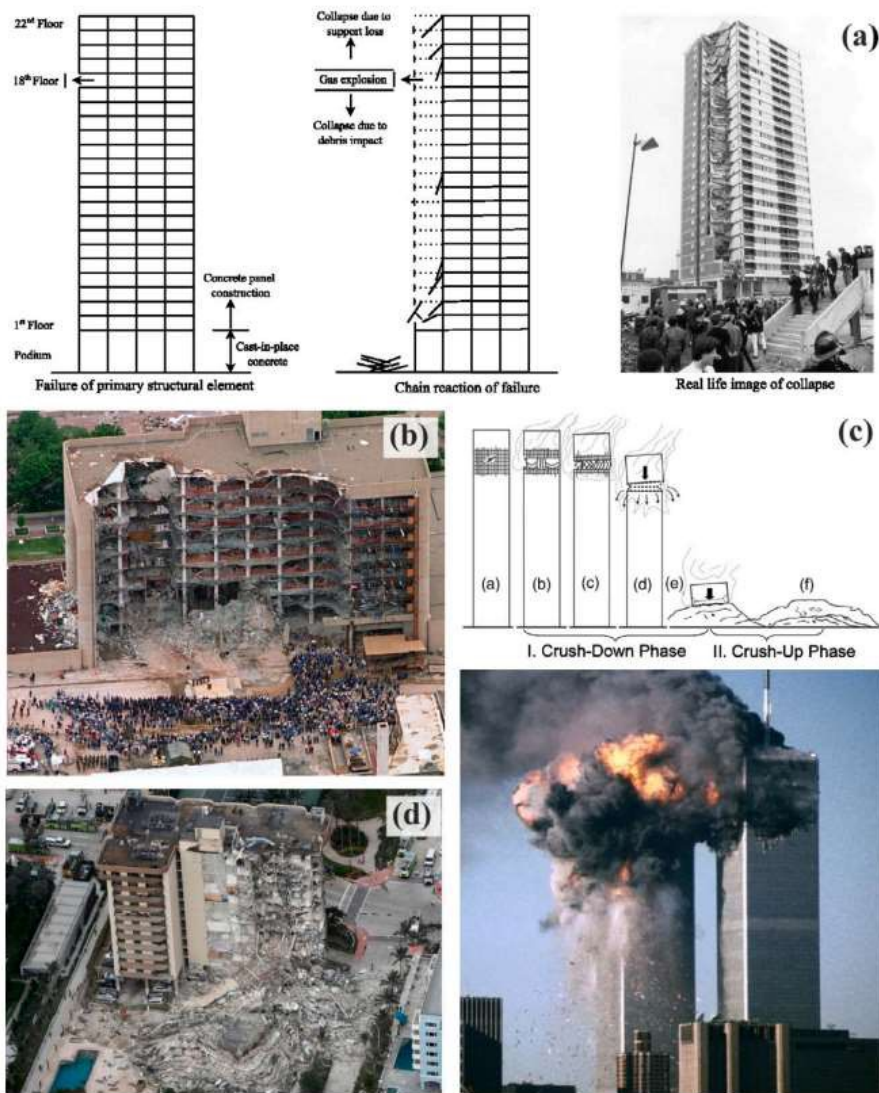 22nd Floor
18th Floor
1st Floor
Podium
Concrete panel
construction
Cast-in-place
concrete
Failure of primary structural element
Collapse due to
support loss
Gas explosion
Collapse due to
debris impact
Chain reaction of failure
(a)
Real life image of collapse
(b)
(c)
(a)
(b)
(c)
(d)
(e)
(f)
I. Crush-Down Phase
II. Crush-Up Phase
(d)